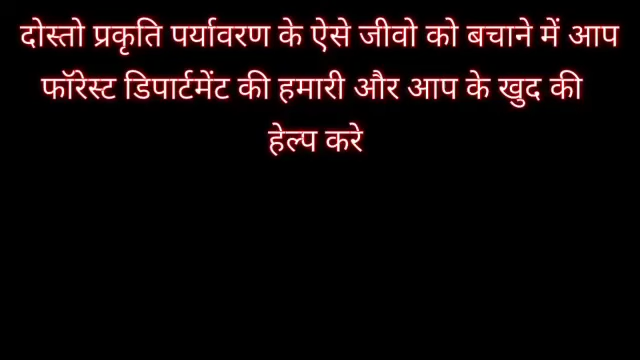 दोस्तो प्रकृति पर्यावरण के ऐसे जीवो को बचाने में आप
फॉरेस्ट डिपार्टमेंट की हमारी और आप के खुद की
हेल्प करे